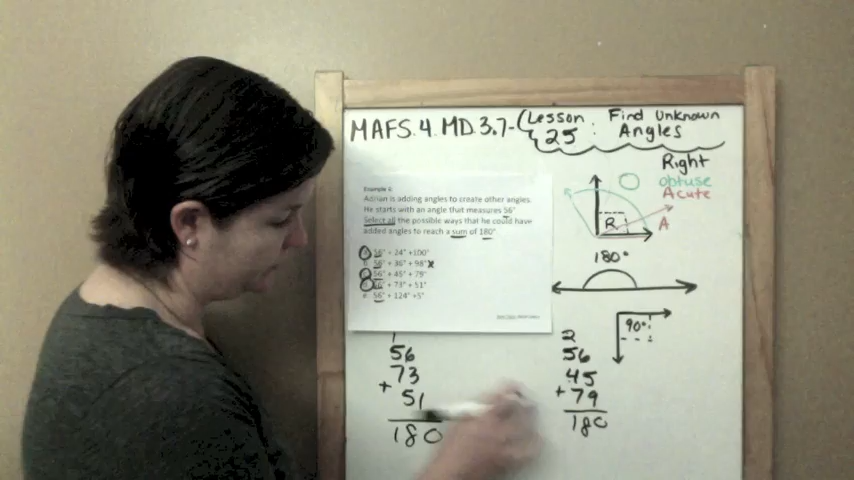 MAFS.4.MD.3.7-
Lesson 25 : Find Unknown Angles
Right
obtuse
Acute
Example 1:
Adrian is adding angles to create other angles.
He starts with an angle that measures 56°
Select all the possible ways that he could have
added angles to reach a sum of 180°.
56° + 24° +100°
56° + 36° + 98° x
56° + 45° + 79°
56° + 73° + 51°
e. 56° + 124° +5°
O
R
A
180°
90°
1
56
73
+ 51
180
2
56
45
+ 79
180